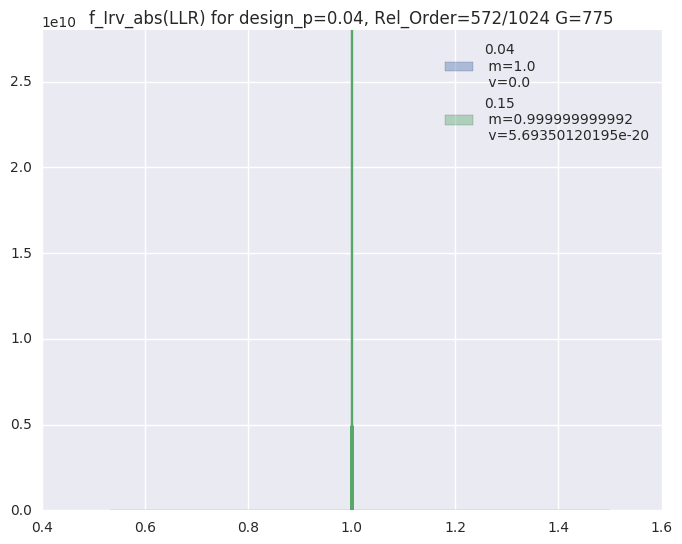 f_Irv_abs(LLR) for design_p=0.04, Rel_Order=572/1024 G=775
1e10
0.04
m=1.0
v=0.0
0.15
m=0.999999999992
v=5.69350120195e-20
2.5
2.0
1.5
1.0
0.5
0.0
0.4 0.6 0.8 1.0 1.2 1.4 1.6